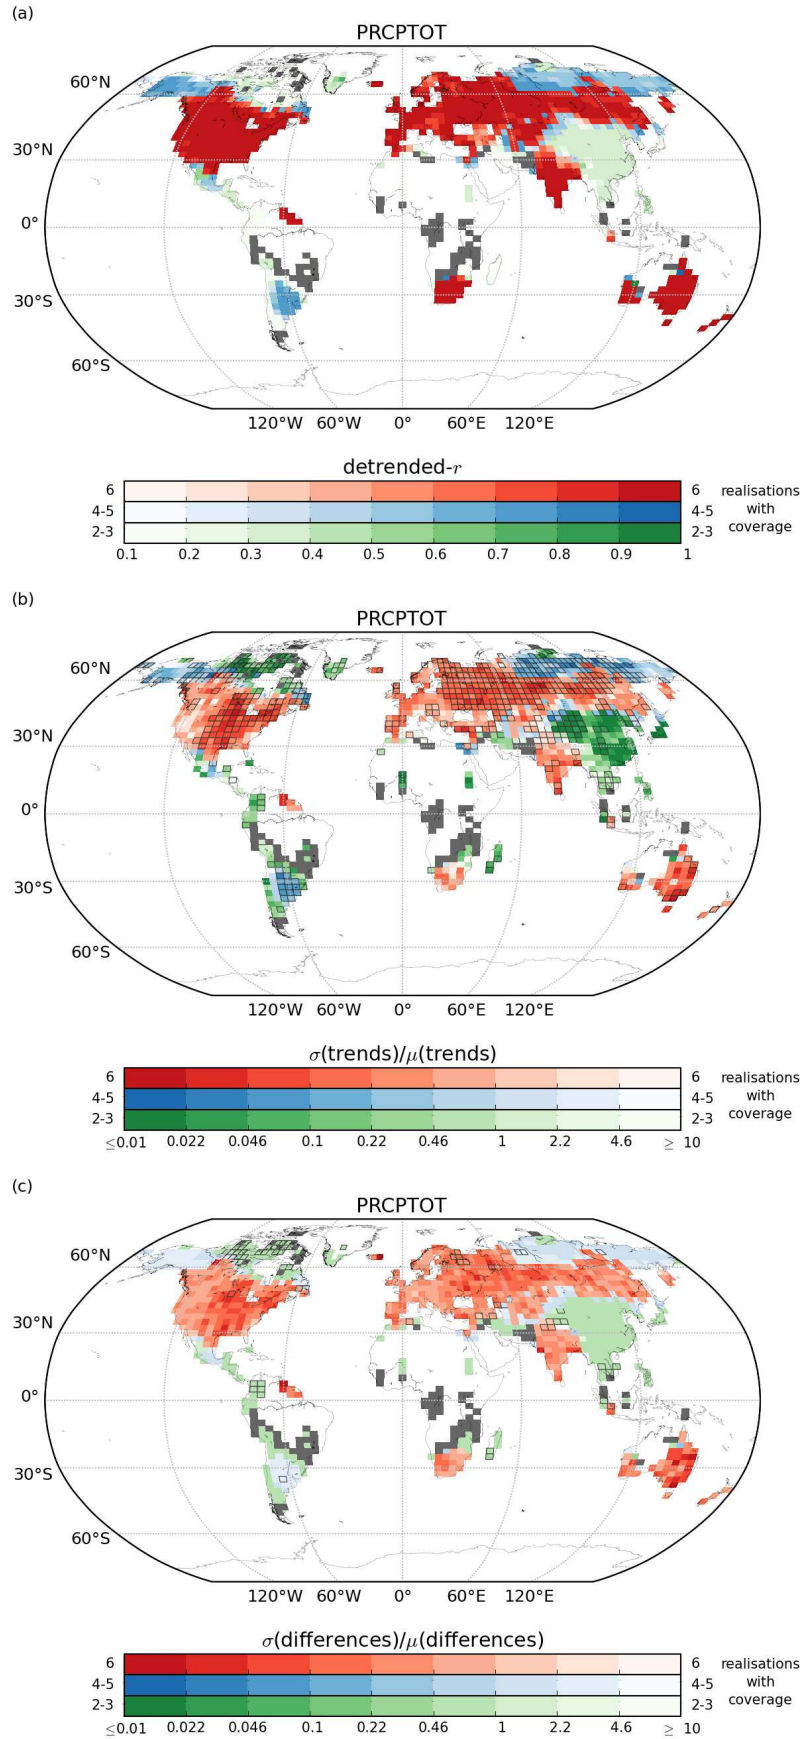 (a)
PRCPTOT
60°N
30°N
0°
30°S
60°S
120°W 60°W 0° 60°E 120°E
detrended-r
6 6 realisations
4-5 4-5 with
2-3 2-3 coverage
0.1 0.2 0.3 0.4 0.5 0.6 0.7 0.8 0.9 1
(b)
PRCPTOT
60°N
30°N
0°
30°S
60°S
120°W 60°W 0° 60°E 120°E
σ(trends)/μ(trends)
6 6 realisations
4-5 4-5 with
2-3 2-3 coverage
≤0.01 0.022 0.046 0.1 0.22 0.46 1 2.2 4.6 ≥ 10
(c)
PRCPTOT
60°N
30°N
0°
30°S
60°S
120°W 60°W 0° 60°E 120°E
σ(differences)/μ(differences)
6 6 realisations
4-5 4-5 with
2-3 2-3 coverage
≤0.01 0.022 0.046 0.1 0.22 0.46 1 2.2 4.6 ≥ 10